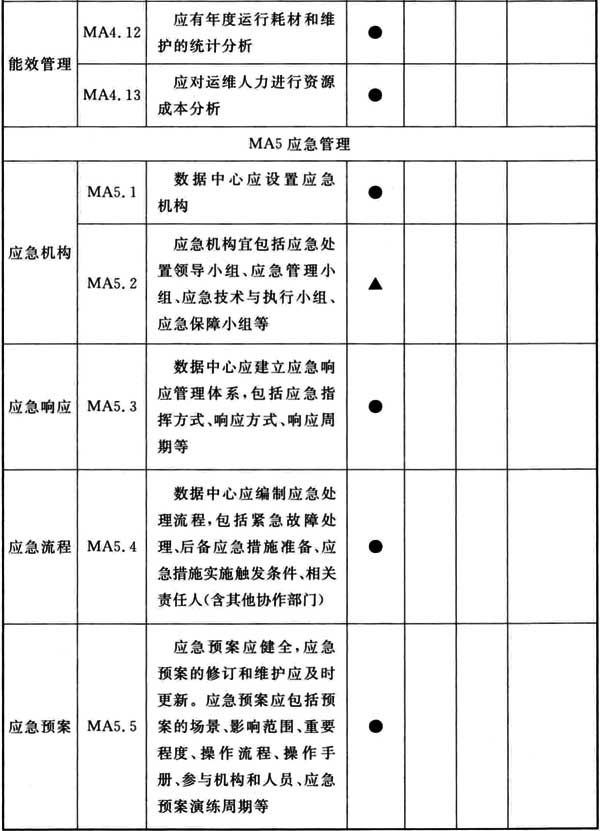 能效管理
MA4.12
应有年度运行耗材和维
护的统计分析
●
MA4.13
应对运维人力进行资源
成本分析
●
MA5应急管理
应急机构
MA5.1
数据中心应设置应急
机构
●
MA5.2
应急机构宜包括应急处
置领导小组、应急管理小
组、应急技术与执行小组、
应急保障小组等
▲
应急响应
MA5.3
数据中心应建立应急响
应管理体系,包括应急指
挥方式、响应方式、响应周
期等
●
应急流程
MA5.4
数据中心应编制应急处
理流程,包括紧急故障处
理、后备应急措施准备、应
急措施实施触发条件、相关
责任人(含其他协作部门)
●
应急预案
MA5.5
应急预案应健全,应急
预案的修订和维护应及时
更新。应急预案应包括预
案的场景、影响范围、重要
程度、操作流程、操作手
册、参与机构和人员、应急
预案演练周期等
●